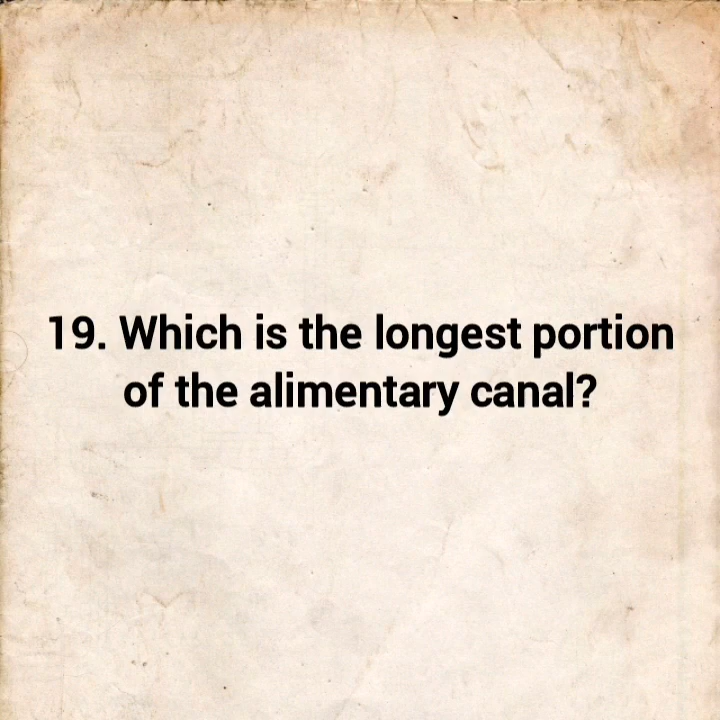 19. Which is the longest portion
of the alimentary canal?